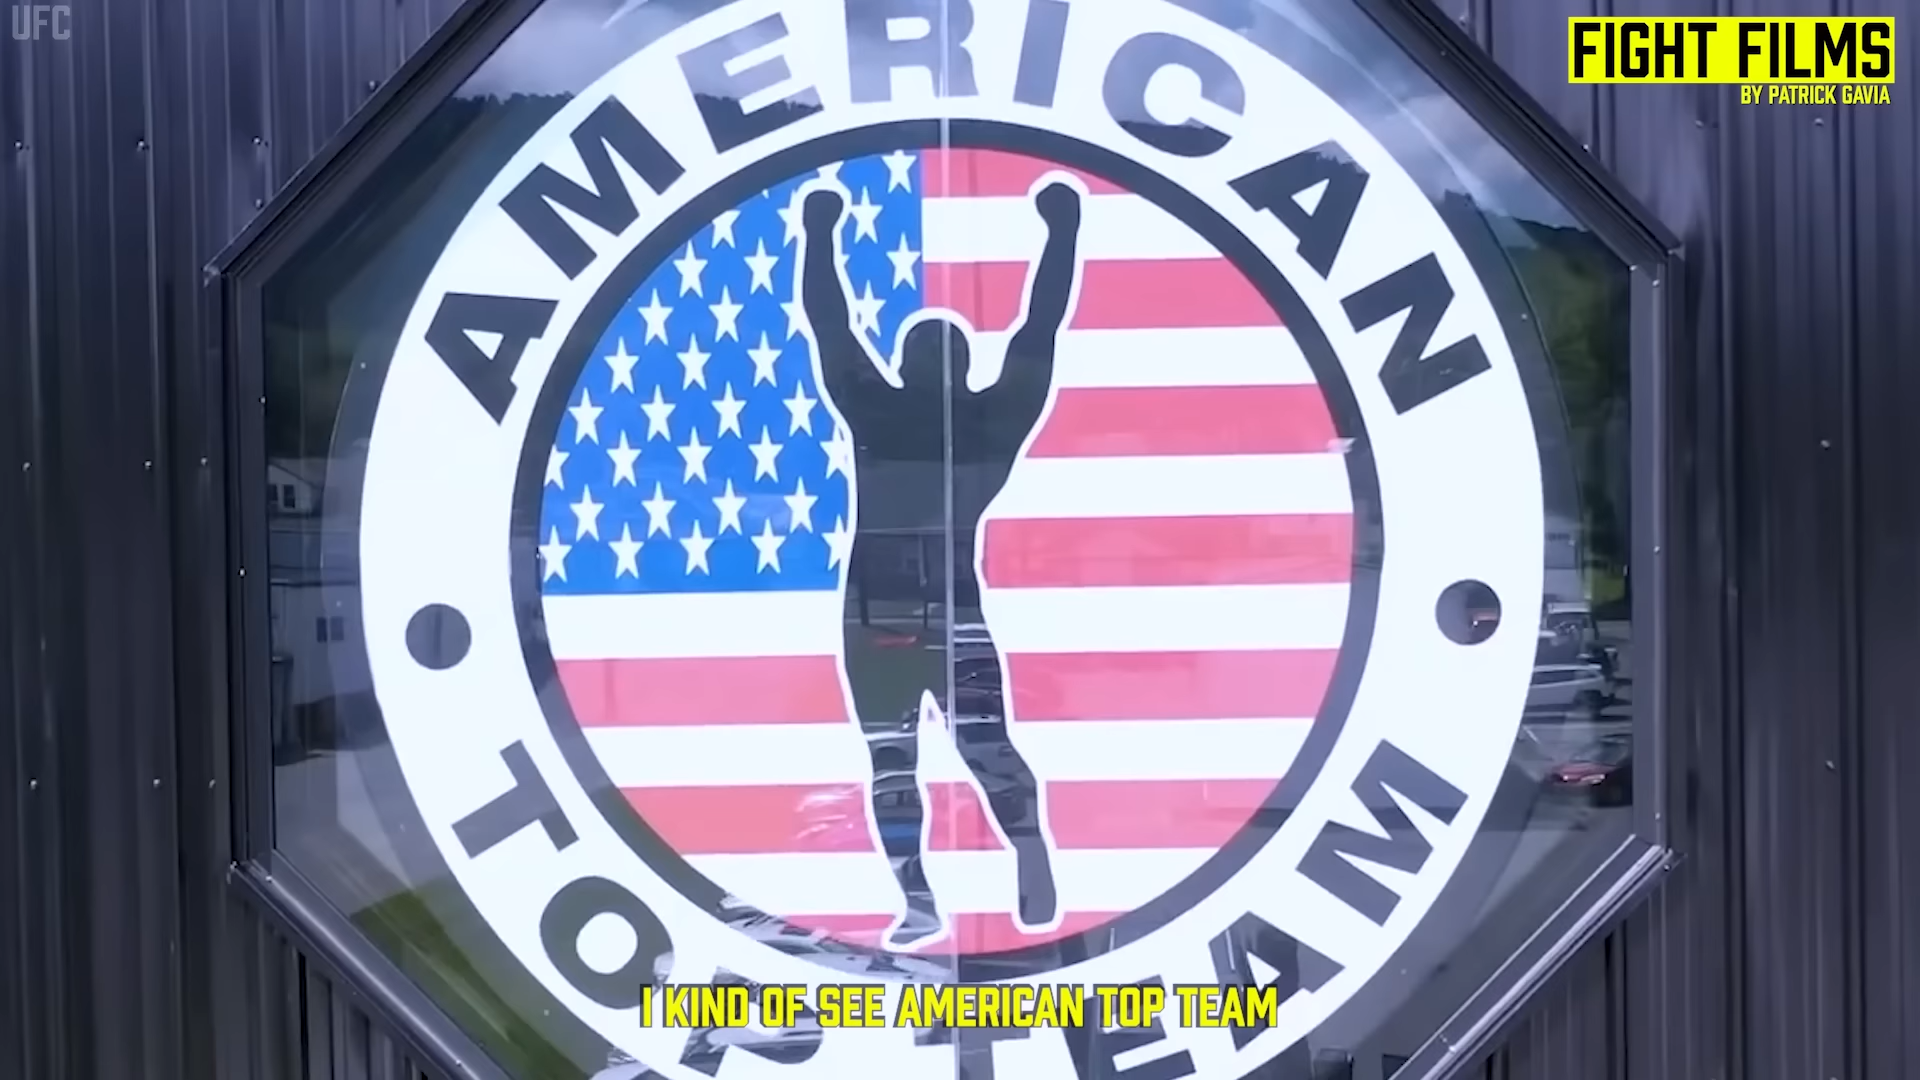 UFC
FIGHT FILMS
BY PATRICK GAVIA
AMERICAN
TOP TEAM
I KIND OF SEE AMERICAN TOP TEAM